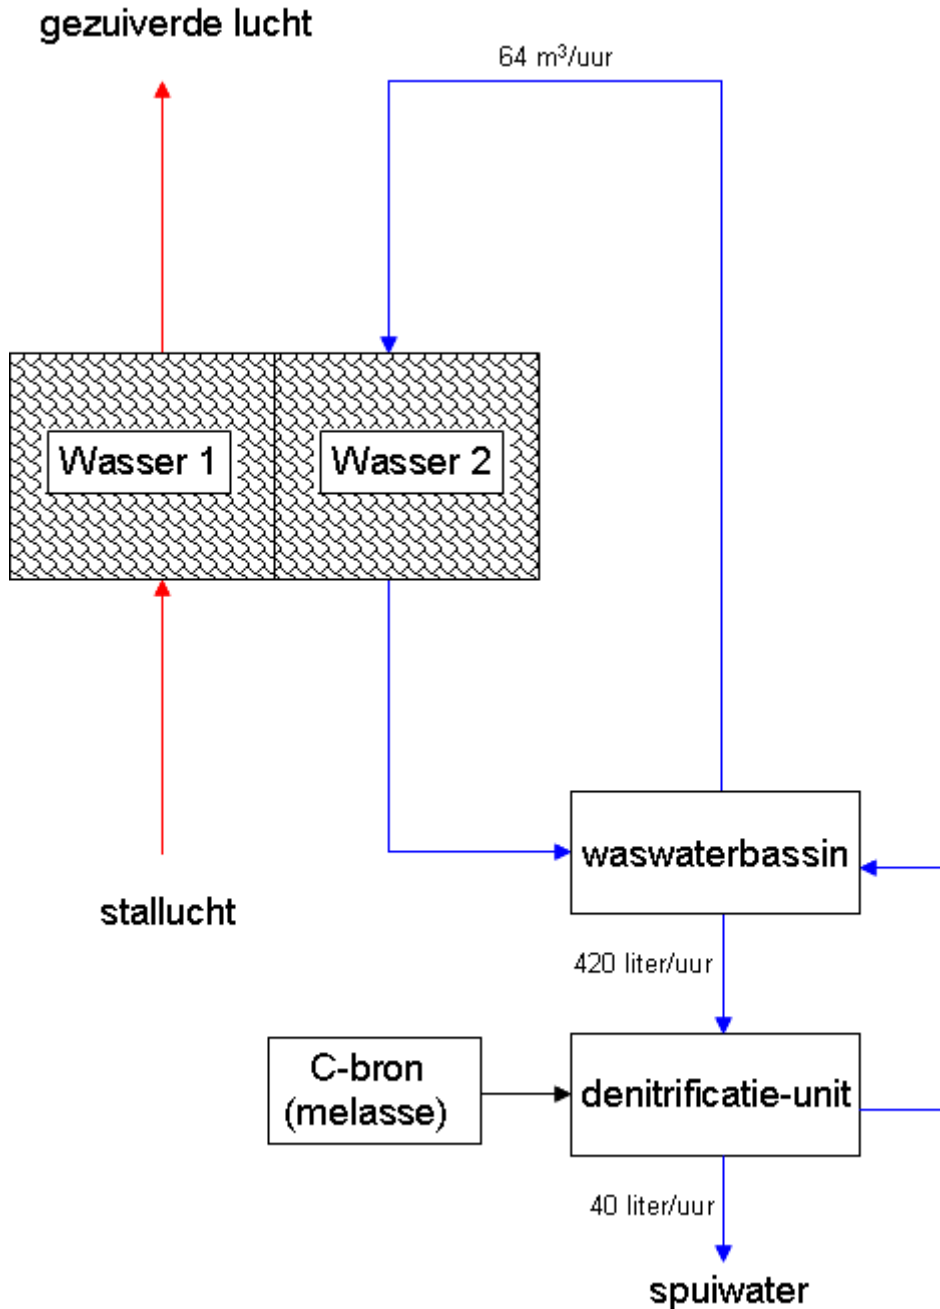 gezuiverde lucht
64 m³/uur
Wasser 1
Wasser 2
waswaterbassin
stallucht
420 liter/uur
C-bron
(melasse)
denitrificatie-unit
40 liter/uur
spuiwater